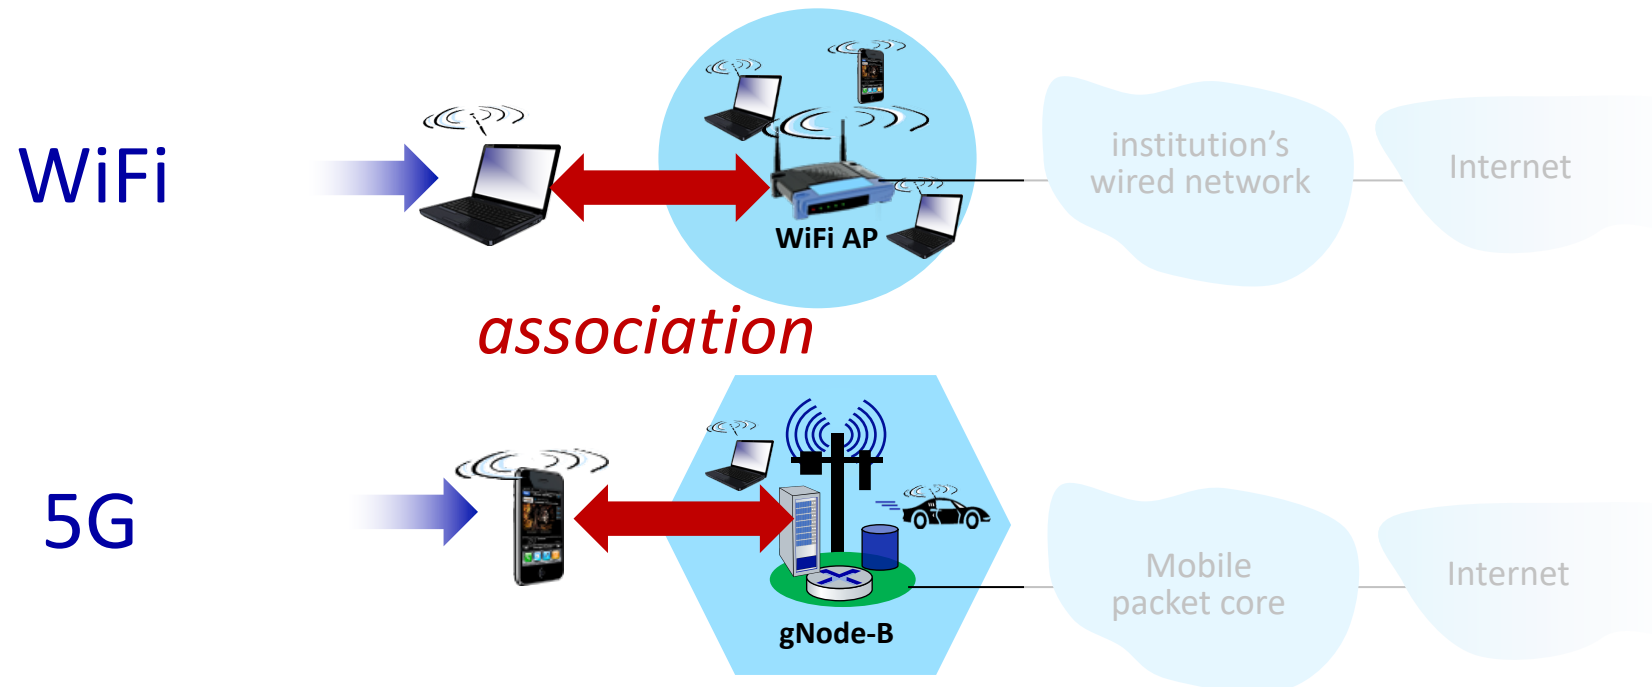 WiFi
WiFi AP
institution’s
wired network
Internet
association
5G
gNode-B
Mobile
packet core
Internet